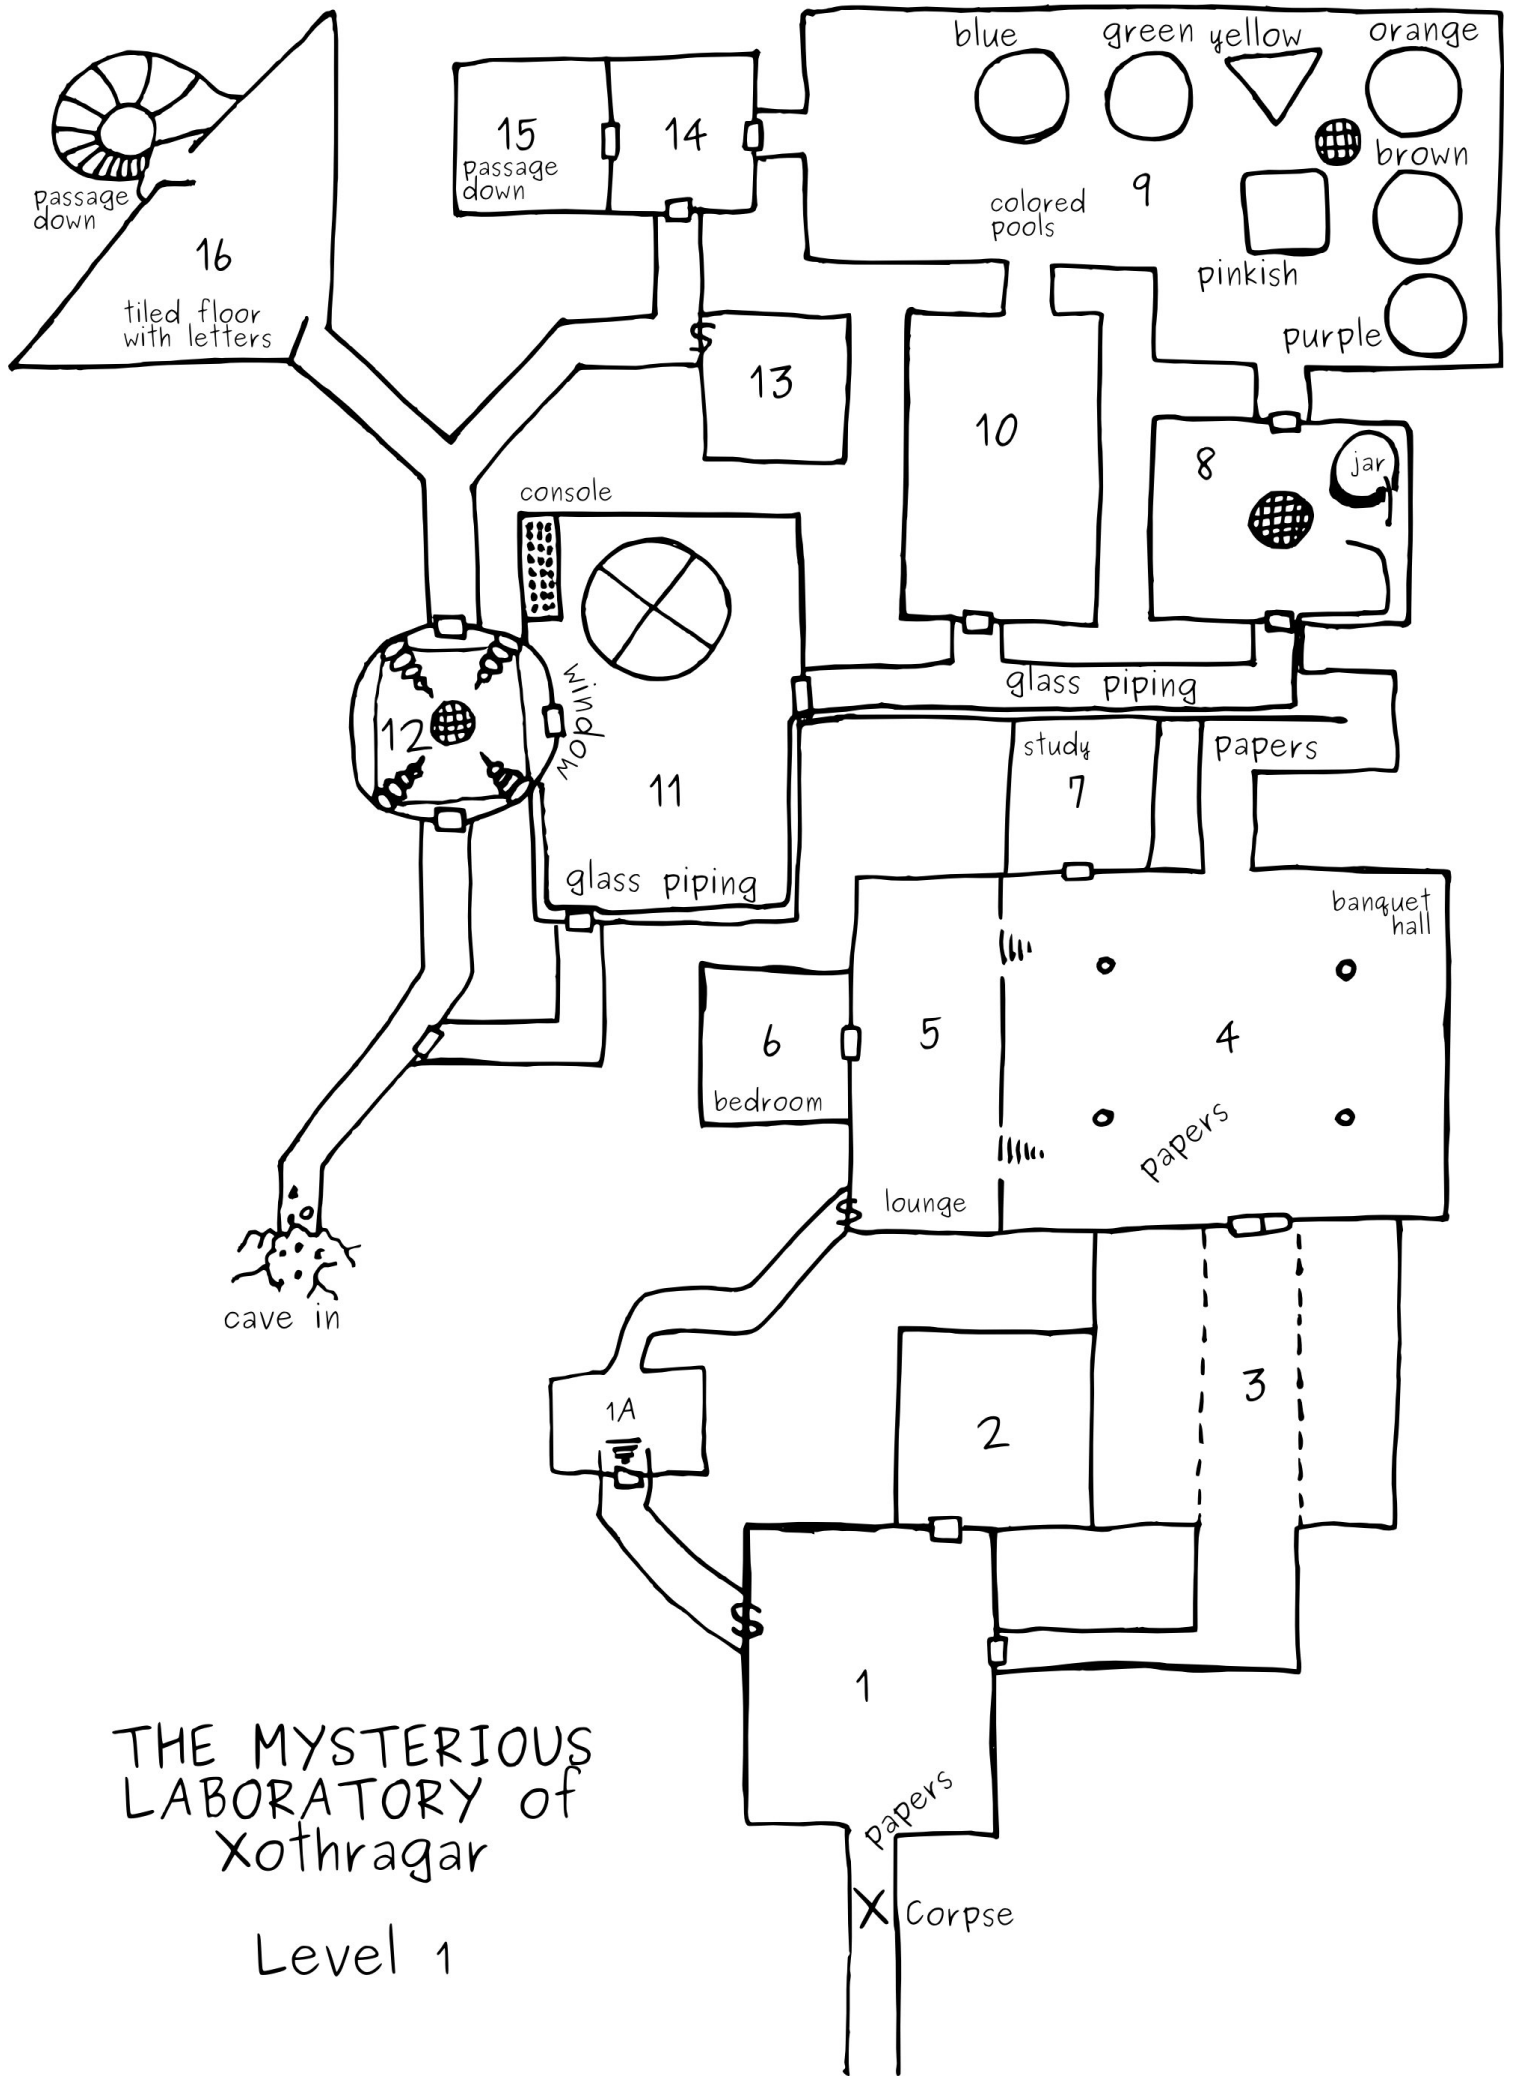 blue
green
yellow
orange
15
passage
down
14
brown
colored
pools
9
pinkish
purple
passage
down
16
tiled floor
with letters
$
13
10
8
jar
console
window
12
11
glass piping
glass piping
study
7
papers
banquet
hall
6
bedroom
5
4
papers
lounge
$
cave in
1A
2
3
$
1
papers
THE MYSTERIOUS
LABORATORY of
Xothragar
Level 1
X Corpse